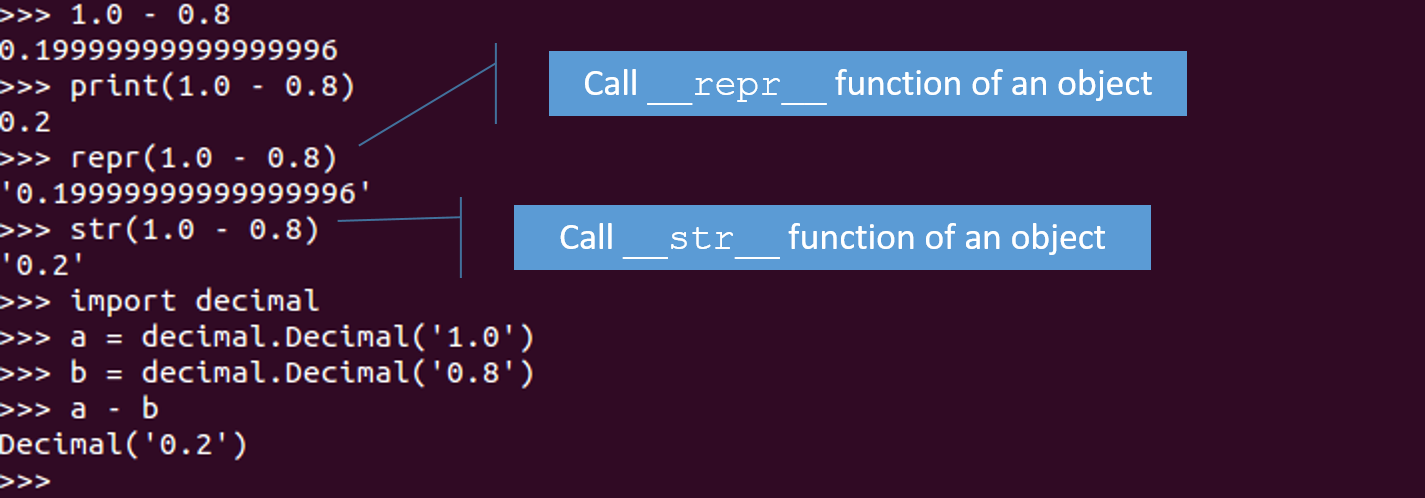 >>> 1.0 - 0.8
0.19999999999999996
>>> print(1.0 - 0.8)
0.2
>>> repr(1.0 - 0.8)
'0.19999999999999996'
>>> str(1.0 - 0.8)
'0.2'
>>> import decimal
>>> a = decimal.Decimal('1.0')
>>> b = decimal.Decimal('0.8')
>>> a - b
Decimal('0.2')
>>>
Call __repr__ function of an object
Call __str__ function of an object